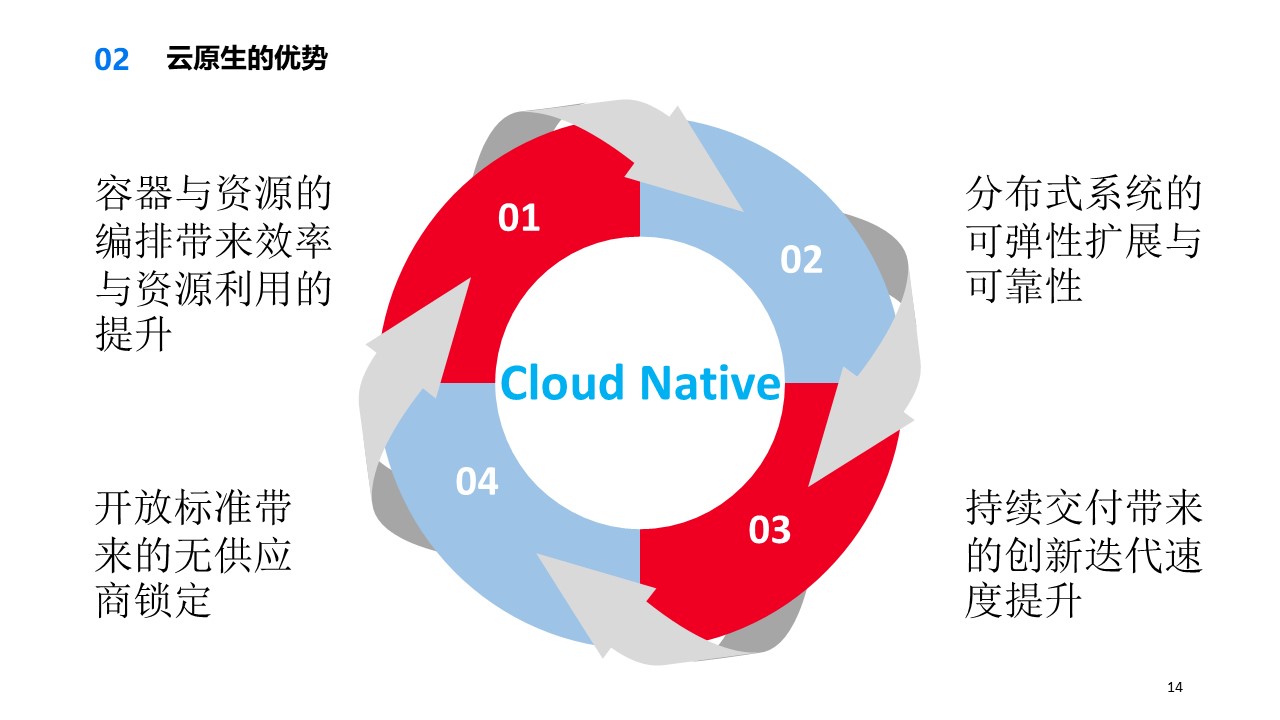 02 云原生的优势
容器与资源的
编排带来效率
与资源利用的
提升
01
02
分布式系统的
可弹性扩展与
可靠性
Cloud Native
开放标准带
来的无供应
商锁定
04
03
持续交付带来
的创新迭代速
度提升
14